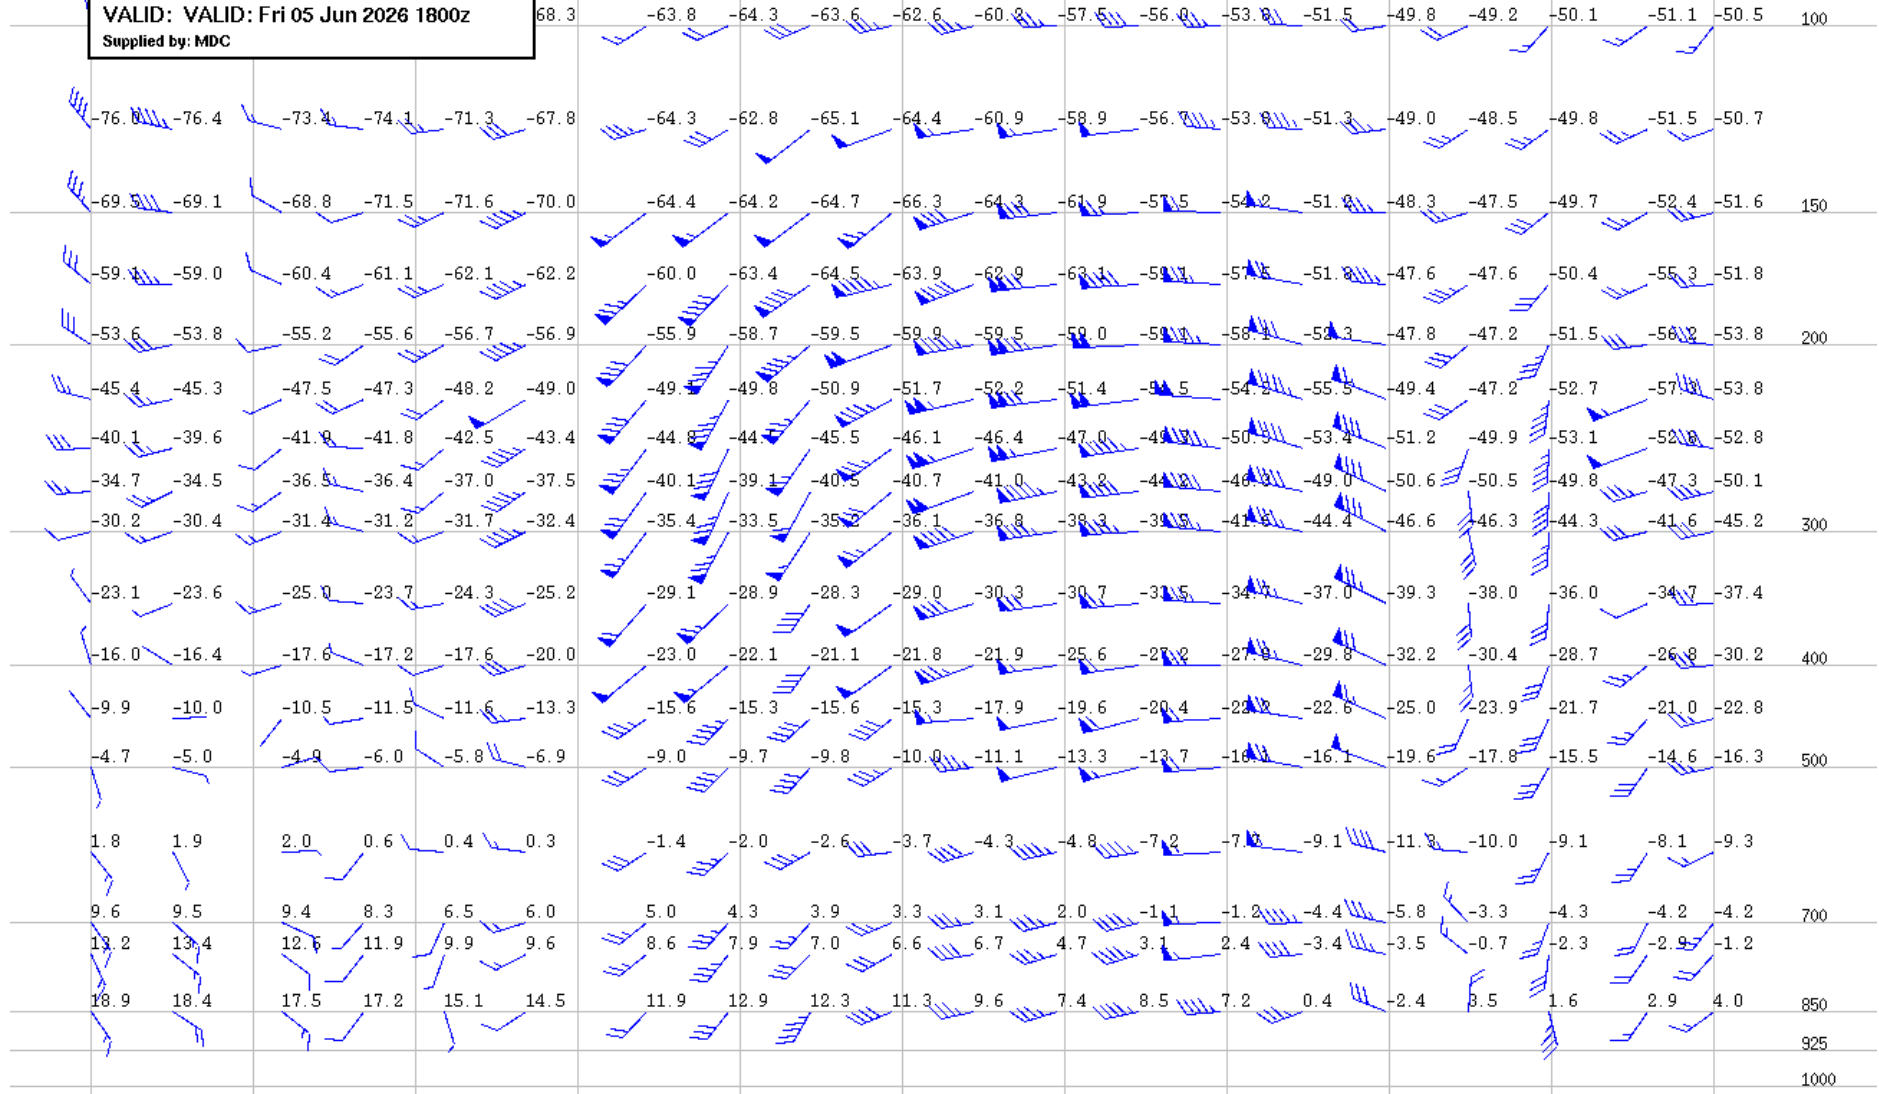 68.3 -63.8 -64.3 -63.6 -62.6 -60.2 -57.5 -56.0 -53.8 -51.5 -49.8 -49.2 -50.1 -51.1 -50.5 100
VALID: VALID: Fri 05 Jun 2026 1800z
Supplied by: MDC
-76.0 -76.4 -73.4 -74.1 -71.3 -67.8 -64.3 -62.8 -65.1 -64.4 -60.9 -58.9 -53.8 -51.3 -49.0 -48.5 -49.8 -51.5 -50.7
-69.5 -69.1 -68.8 -71.5 -71.6 -70.0 -64.4 -64.2 -64.7 -66.3 -64.3 -61.9 -57.5 -54.2 -51.2 -48.3 -47.5 -49.7 -52.4 -51.6 150
-59.1 -59.0 -60.4 -61.1 -62.1 -62.2 -60.0 -63.4 -64.5 -63.9 -62.9 -63.1 -59.1 -57.5 -51.8 -47.6 -47.6 -50.4 -55.3 -51.8
-53.6 -53.8 -55.2 -55.6 -56.7 -56.9 -55.9 -58.7 -59.5 -59.9 -59.5 -59.0 -59.1 -58.1 -52.3 -47.8 -47.2 -51.5 -56.2 -53.8 200
-45.4 -45.3 -47.5 -47.3 -48.2 -49.0 -49.1 -49.8 -50.9 -51.7 -52.2 -51.4 -54.2 -55.5 -49.4 -47.2 -52.7 -53.8
-40.1 -39.6 -41.9 -41.8 -42.5 -43.4 -44.8 -45.5 -46.1 -46.4 -47.0 -53.4 -51.2 -49.9 -53.1 -52.8 -52.8
-34.7 -34.5 -36.5 -36.4 -37.0 -37.5 -40.1 -39.1 -40.5 -40.7 -41.0 -43.2 -44.2 -46.3 -49.0 -50.6 -50.5 -49.8 -47.3 -50.1
-30.2 -30.4 -31.4 -31.2 -31.7 -32.4 -35.4 -33.5 -35.2 -36.1 -36.8 -38.3 -39.5 -44.4 -46.6 -46.3 -44.3 -41.6 -45.2 300
-23.1 -23.6 -25.0 -23.7 -24.3 -25.2 -29.1 -28.9 -28.3 -29.0 -30.3 -30.7 -34.7 -37.0 -39.3 -38.0 -36.0 -34.7 -37.4
-16.0 -16.4 -17.6 -17.2 -17.6 -20.0 -23.0 -22.1 -21.1 -21.8 -21.9 -25.6 -27.2 -27.8 -29.8 -32.2 -30.4 -28.7 -26.8 -30.2 400
-9.9 -10.0 -10.5 -11.5 -11.6 -13.3 -15.6 -15.3 -15.6 -15.3 -17.9 -19.6 -20.4 -22.2 -22.6 -25.0 -23.9 -21.7 -21.0 -22.8
-4.7 -5.0 -4.9 -6.0 -5.8 -6.9 -9.0 -9.7 -9.8 -10.0 -11.1 -13.3 -13.7 -16.1 -19.6 -17.8 -15.5 -14.6 -16.3 500
1.8 1.9 2.0 0.6 0.4 0.3 -1.4 -2.0 -2.6 -3.7 -4.3 -4.8 -7.2 -9.1 -11.3 -10.0 -9.1 -8.1 -9.3
9.6 9.5 9.4 8.3 6.5 6.0 5.0 4.3 3.9 3.3 3.1 2.0 -1.1 -1.2 -4.4 -5.8 -3.3 -4.3 -4.2 -4.2 700
13.2 13.4 12.6 11.9 9.9 9.6 8.6 7.9 7.0 6.6 6.7 4.7 3.1 2.4 -3.4 -3.5 -0.7 -2.3 -2.9 -1.2
18.9 18.4 17.5 17.2 15.1 14.5 11.9 12.9 12.3 11.3 9.6 7.4 8.5 7.2 0.4 -2.4 3.5 1.6 2.9 4.0 850
925
1000